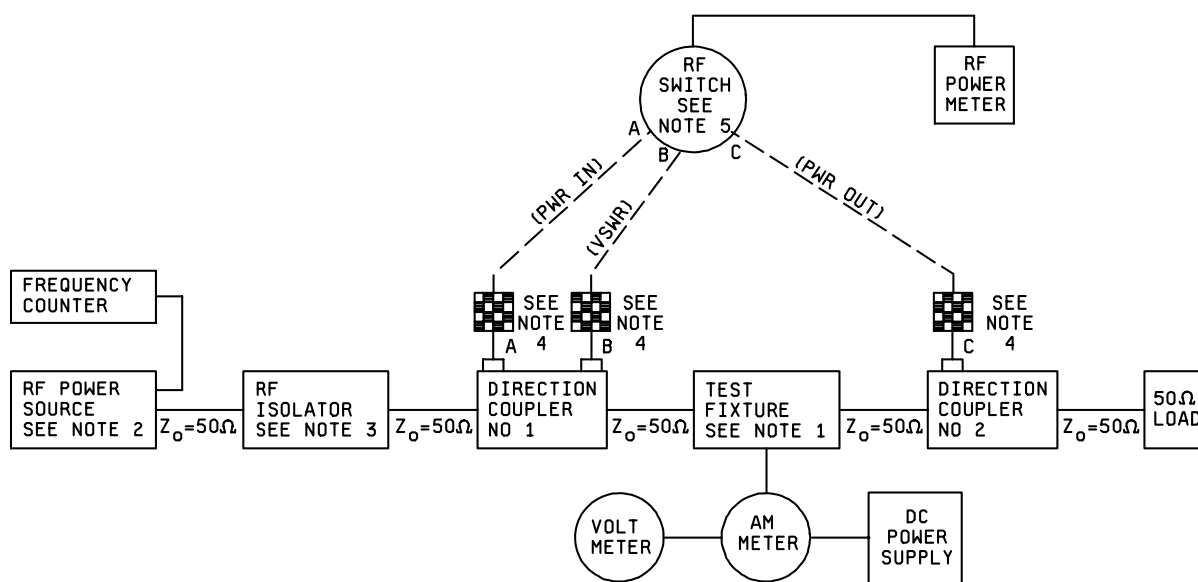 RF
SWITCH
SEE
NOTE 5
A
B
C
RF
POWER
METER
(PWR IN)
(VSWR)
(PWR OUT)
FREQUENCY
COUNTER
SEE
NOTE
4
SEE
NOTE
4
SEE
NOTE
4
A
B
C
RF POWER
SOURCE
SEE NOTE 2
Zo=50Ω
RF
ISOLATOR
SEE NOTE 3
Zo=50Ω
DIRECTION
COUPLER
NO 1
Zo=50Ω
TEST
FIXTURE
SEE NOTE 1
Zo=50Ω
DIRECTION
COUPLER
NO 2
Zo=50Ω
50Ω
LOAD
VOLT
METER
AM
METER
DC
POWER
SUPPLY